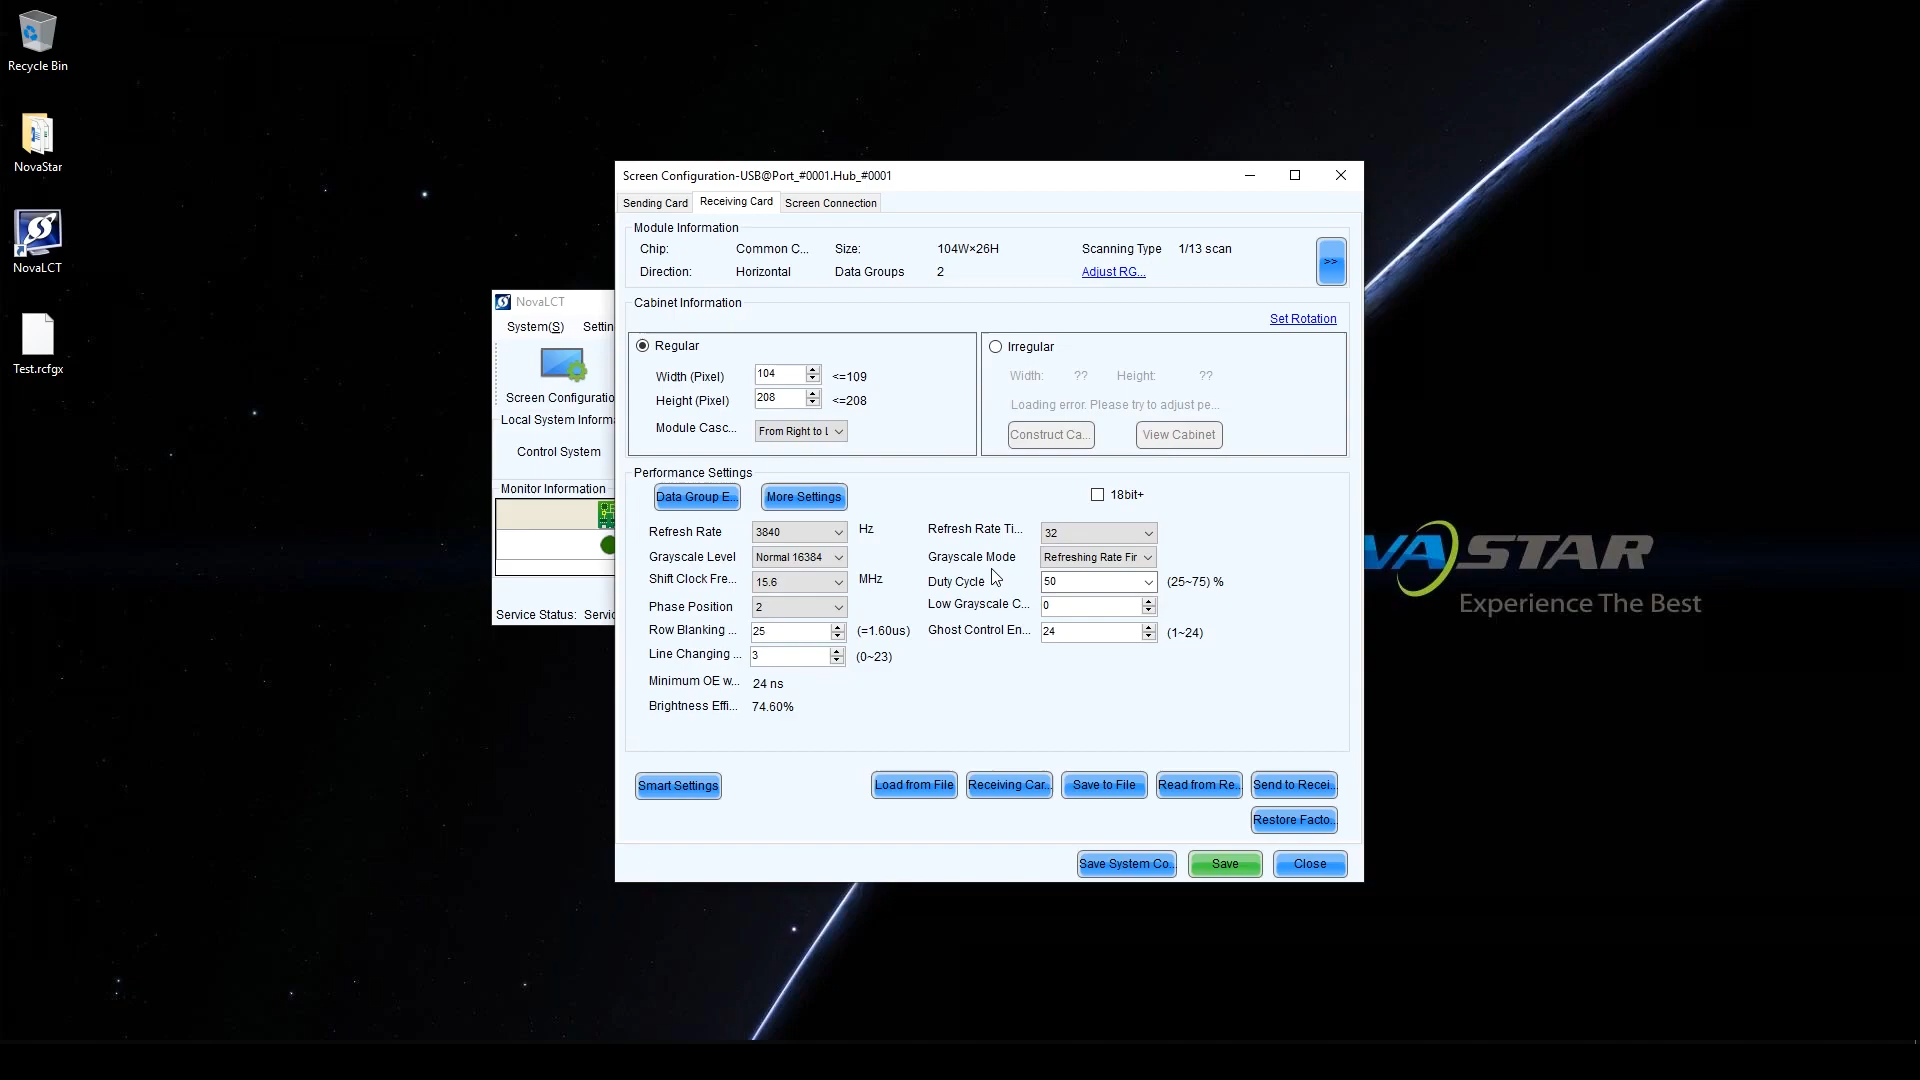 Recycle Bin
NovaStar
NovaLCT
Test.rcfgx
NovaLCT
System(S) Settin
Screen Configuratio
Local System Inform
Control System
Monitor Information
Service Status: Servic
Screen Configuration-USB@Port_#0001.Hub_#0001
Sending Card Receiving Card Screen Connection
Module Information
Chip: Common C... Size: 104W×26H Scanning Type 1/13 scan
Direction: Horizontal Data Groups 2 Adjust RG...
>>
Cabinet Information
Set Rotation
Regular
Width (Pixel) 104 <=109
Height (Pixel) 208 <=208
Module Casc... From Right to L
Irregular
Width: ?? Height: ??
Loading error. Please try to adjust pe...
Construct Ca... View Cabinet
Performance Settings
Data Group E... More Settings 18bit+
Refresh Rate 3840 Hz Refresh Rate Ti... 32
Grayscale Level Normal 16384 Grayscale Mode Refreshing Rate Fir
Shift Clock Fre... 15.6 MHz Duty Cycle 50 (25~75) %
Phase Position 2 Low Grayscale C... 0
Row Blanking ... 25 (=1.60us) Ghost Control En... 24 (1~24)
Line Changing ... 3 (0~23)
Minimum OE w... 24 ns
Brightness Effi... 74.60%
Smart Settings Load from File Receiving Car... Save to File Read from Re... Send to Recei...
Restore Facto...
Save System Co... Save Close
VASTAR
Experience The Best